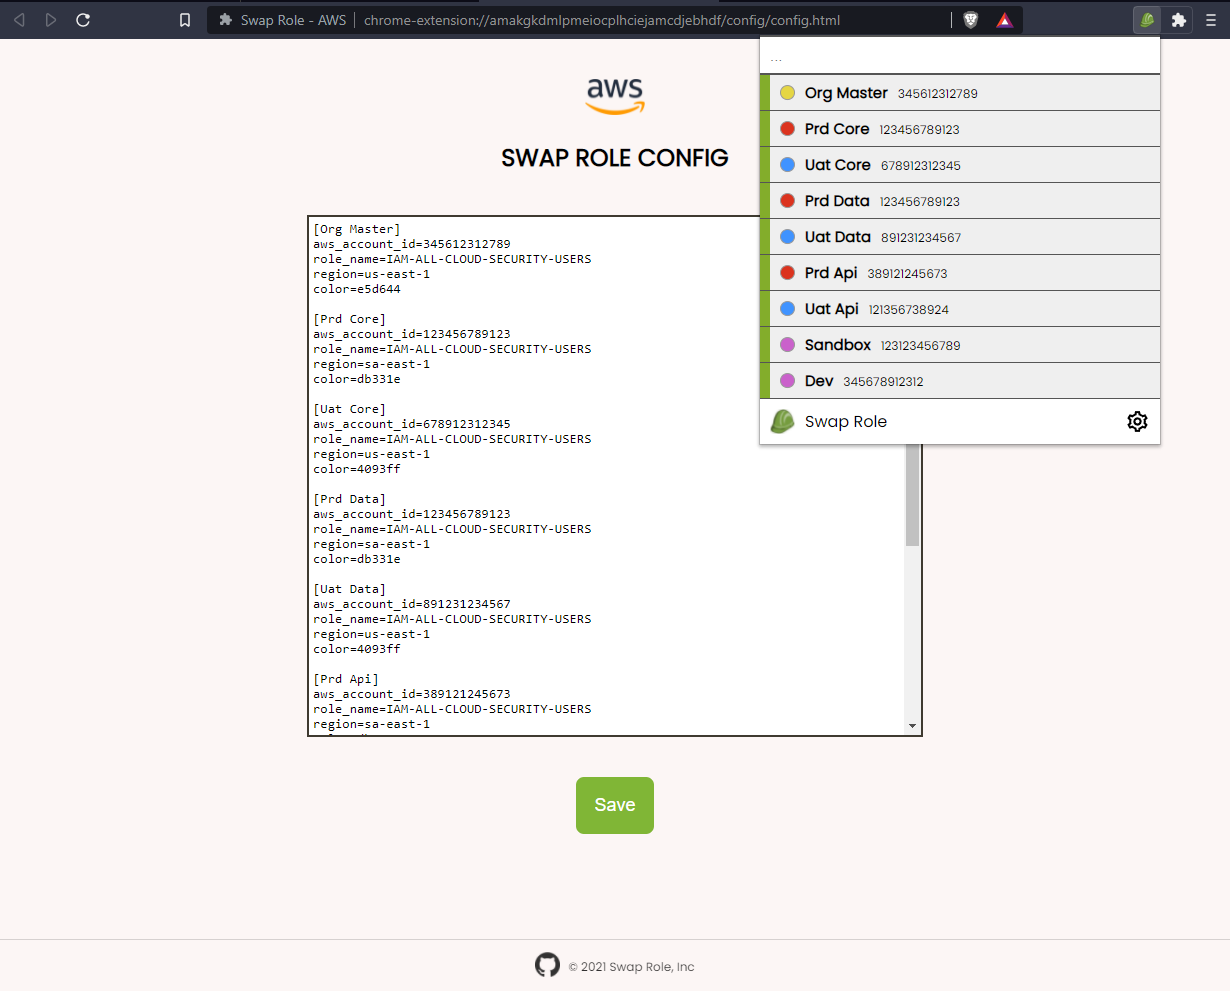 Swap Role - AWS | chrome-extension://amakgkdmlpmeiocplhciejamcdjebhdf/config/config.html
aws
SWAP ROLE CONFIG
[Org Master]
aws_account_id=345612312789
role_name=IAM-ALL-CLOUD-SECURITY-USERS
region=us-east-1
color=e5d644
[Prd Core]
aws_account_id=123456789123
role_name=IAM-ALL-CLOUD-SECURITY-USERS
region=sa-east-1
color=db331e
[Uat Core]
aws_account_id=678912312345
role_name=IAM-ALL-CLOUD-SECURITY-USERS
region=us-east-1
color=4093ff
[Prd Data]
aws_account_id=123456789123
role_name=IAM-ALL-CLOUD-SECURITY-USERS
region=sa-east-1
color=db331e
[Uat Data]
aws_account_id=891231234567
role_name=IAM-ALL-CLOUD-SECURITY-USERS
region=us-east-1
color=4093ff
[Prd Api]
aws_account_id=389121245673
role_name=IAM-ALL-CLOUD-SECURITY-USERS
region=sa-east-1
...
Org Master 345612312789
Prd Core 123456789123
Uat Core 678912312345
Prd Data 123456789123
Uat Data 891231234567
Prd Api 389121245673
Uat Api 121356738924
Sandbox 123123456789
Dev 345678912312
Swap Role
Save
© 2021 Swap Role, Inc